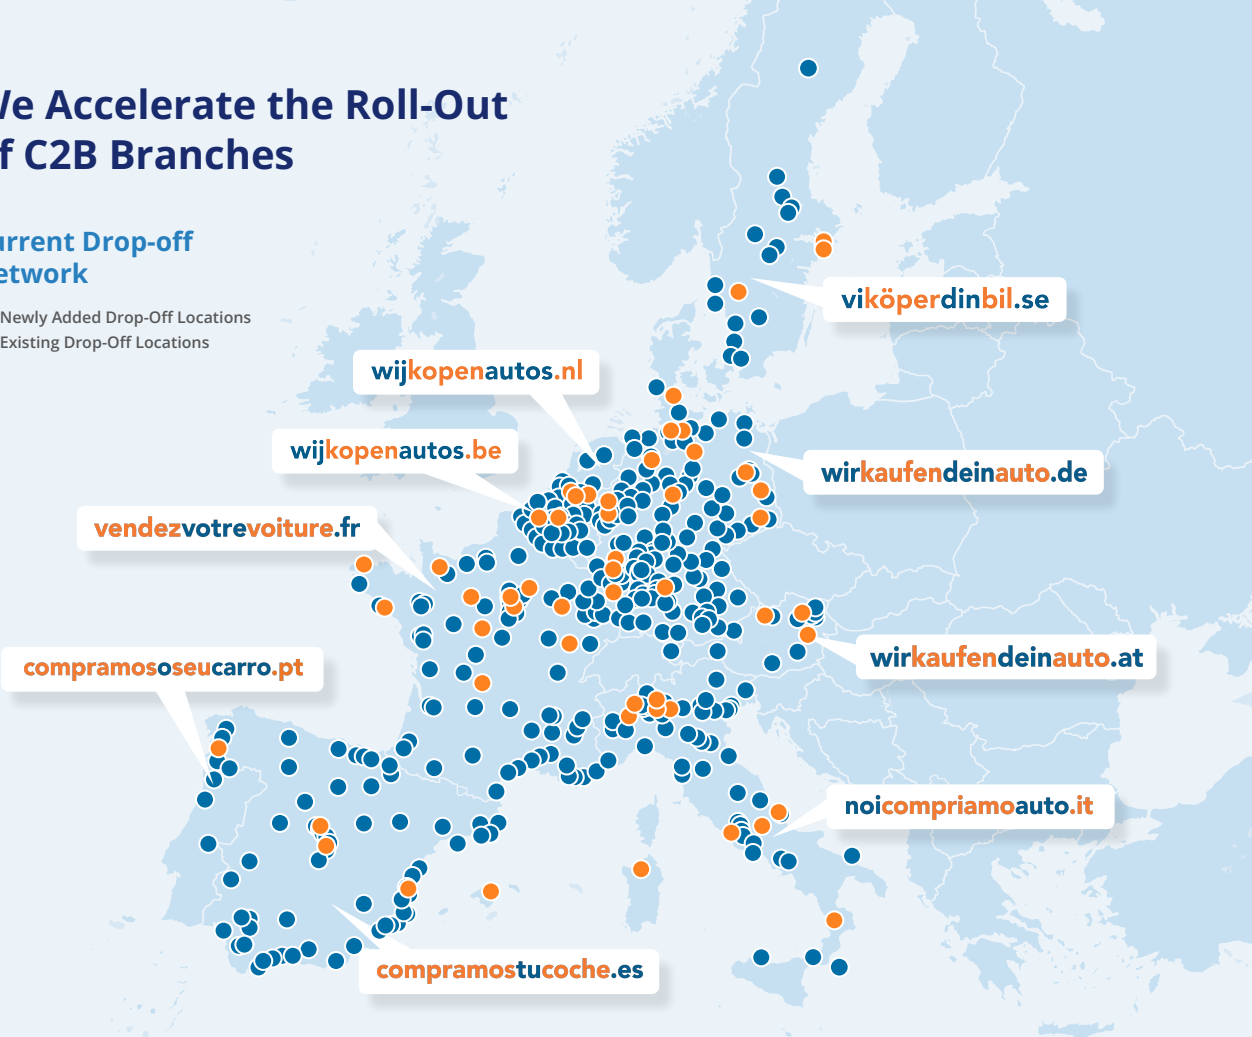 We Accelerate the Roll-Out
f C2B Branches
urrent Drop-off
etwork
Newly Added Drop-Off Locations
Existing Drop-Off Locations
viköperdinbil.se
wijkopenautos.nl
wijkopenautos.be
wirkaufendeinauto.de
vendezvotrevoiture.fr
compramososeucarro.pt
wirkaufendeinauto.at
noicompriamoauto.it
compramostucoche.es